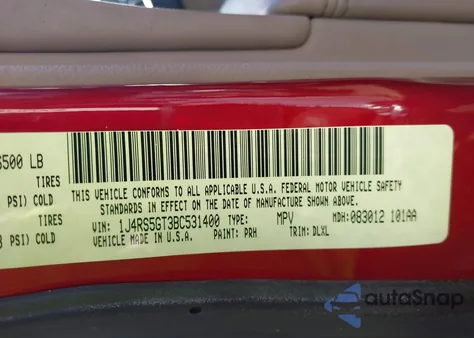 6500 LB
TIRES
PSI) COLD
TIRES
PSI) COLD
THIS VEHICLE CONFORMS TO ALL APPLICABLE U.S.A. FEDERAL MOTOR VEHICLE SAFETY
STANDARDS IN EFFECT ON THE DATE OF MANUFACTURE SHOWN ABOVE.
VIN: 1J4RS5GT3BC531400 TYPE: MPV MDH: 083012 101AA
VEHICLE MADE IN U.S.A. PAINT: PRH TRIM: DLXL
autoSnap